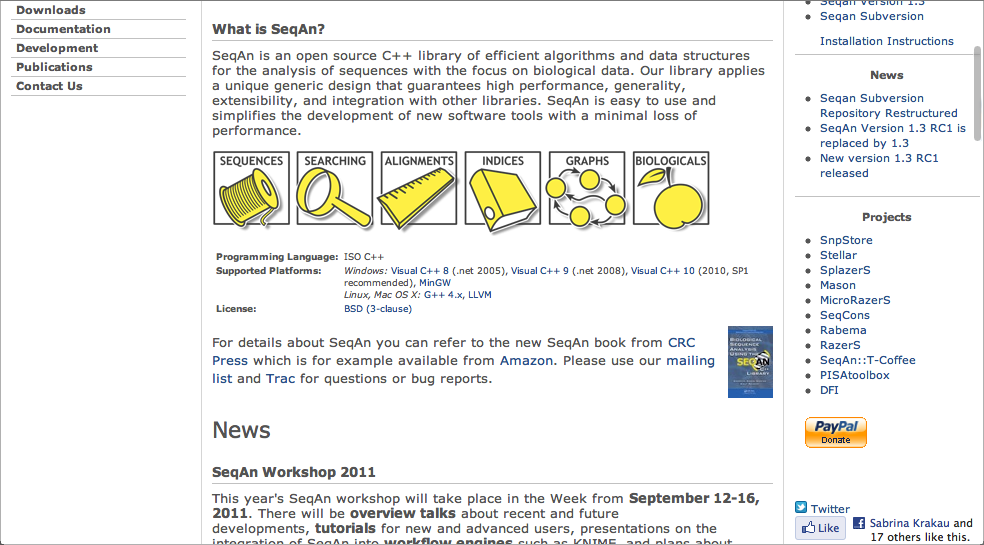 Downloads
Documentation
Development
Publications
Contact Us
What is SeqAn?
SeqAn is an open source C++ library of efficient algorithms and data structures
for the analysis of sequences with the focus on biological data. Our library applies
a unique generic design that guarantees high performance, generality,
extensibility, and integration with other libraries. SeqAn is easy to use and
simplifies the development of new software tools with a minimal loss of
performance.
SEQUENCES SEARCHING ALIGNMENTS INDICES GRAPHS BIOLOGICALS
Programming Language: ISO C++
Supported Platforms: Windows: Visual C++ 8 (.net 2005), Visual C++ 9 (.net 2008), Visual C++ 10 (2010, SP1
recommended), MinGW
Linux, Mac OS X: G++ 4.x, LLVM
License: BSD (3-clause)
For details about SeqAn you can refer to the new SeqAn book from CRC
Press which is for example available from Amazon. Please use our mailing
list and Trac for questions or bug reports.
BIOLOGICAL
SEQUENCE
ANALYSIS
USING THE
SEQAN
C++
LIBRARY
News
SeqAn Workshop 2011
This year's SeqAn workshop will take place in the Week from September 12-16,
2011. There will be overview talks about recent and future
developments, tutorials for new and advanced users, presentations on the
integration of SeqAn into workflow engines such as KNIME, and plans about
Seqan Version 1.3
Seqan Subversion
Installation Instructions
News
Seqan Subversion
Repository Restructured
SeqAn Version 1.3 RC1 is
replaced by 1.3
New version 1.3 RC1
released
Projects
SnpStore
Stellar
SplazerS
Mason
MicroRazerS
SeqCons
Rabema
RazerS
SeqAn::T-Coffee
PISAtoolbox
DFI
PayPal
Donate
Twitter
Like
Sabrina Krakau and
17 others like this.